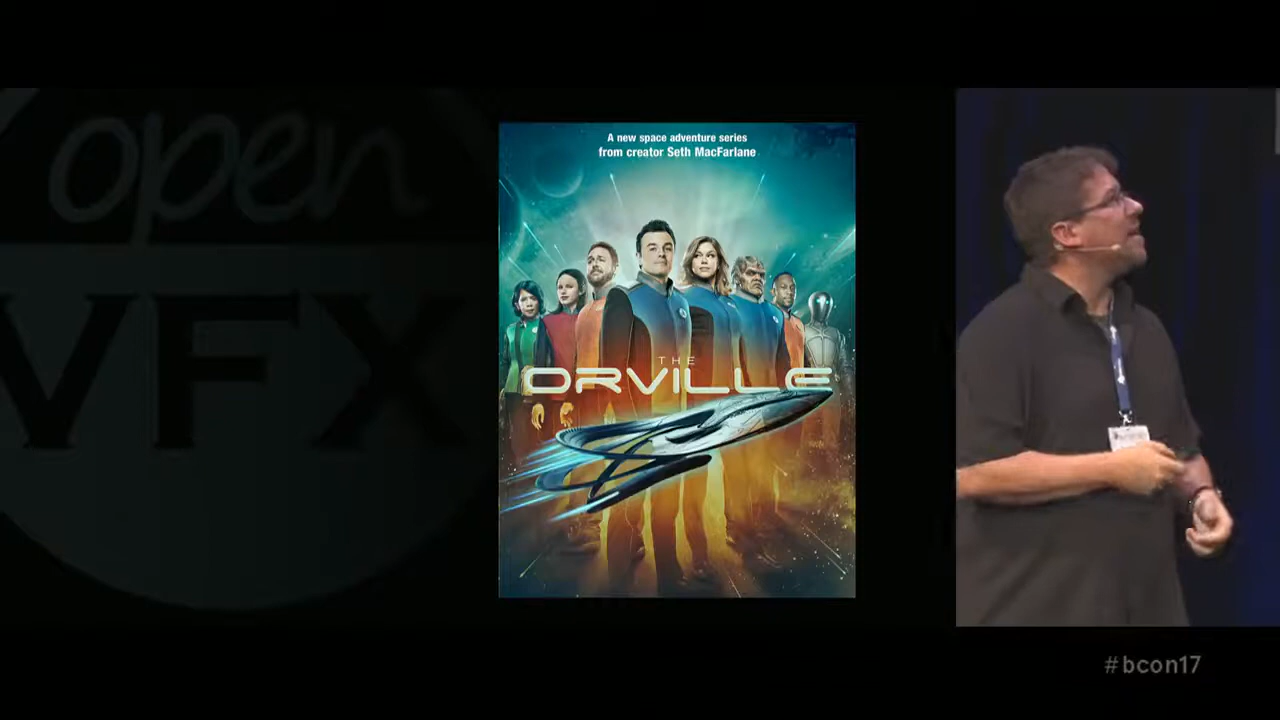 open
VFX
A new space adventure series
from creator Seth MacFarlane
THE
ORVILLE
#bcon17